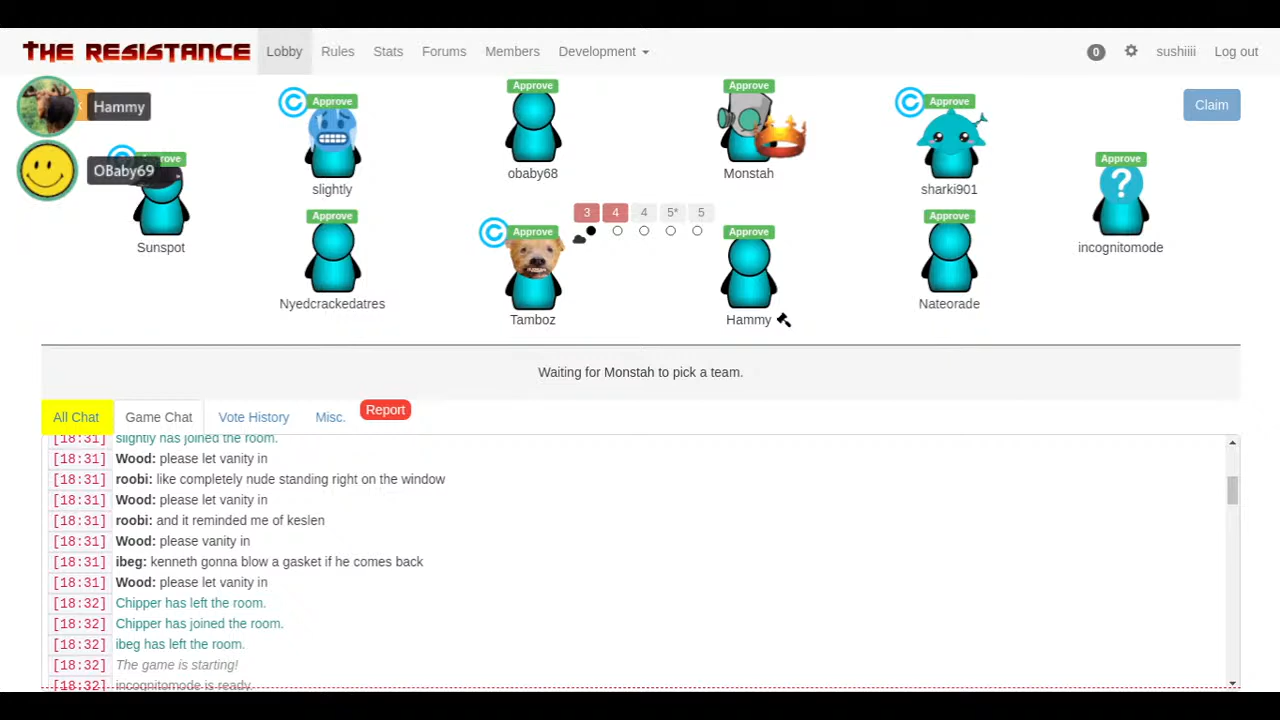 THE RESISTANCE Lobby Rules Stats Forums Members Development 0 sushiiii Log out
Hammy
OBaby69
Approve
Sunspot
Approve
slightly
Approve
obaby68
Approve
Monstah
Approve
sharki901
Claim
Approve
?
incognitomode
Approve
Nyedcrackedatres
Approve
Tamboz
3 4 4 5* 5
Approve
Hammy
Approve
Nateorade
Waiting for Monstah to pick a team.
All Chat Game Chat Vote History Misc. Report
[18:31] slightly has joined the room.
[18:31] Wood: please let vanity in
[18:31] roobi: like completely nude standing right on the window
[18:31] Wood: please let vanity in
[18:31] roobi: and it reminded me of keslen
[18:31] Wood: please vanity in
[18:31] ibeg: kenneth gonna blow a gasket if he comes back
[18:31] Wood: please let vanity in
[18:32] Chipper has left the room.
[18:32] Chipper has joined the room.
[18:32] ibeg has left the room.
[18:32] The game is starting!
[18:32] incognitomode is ready.